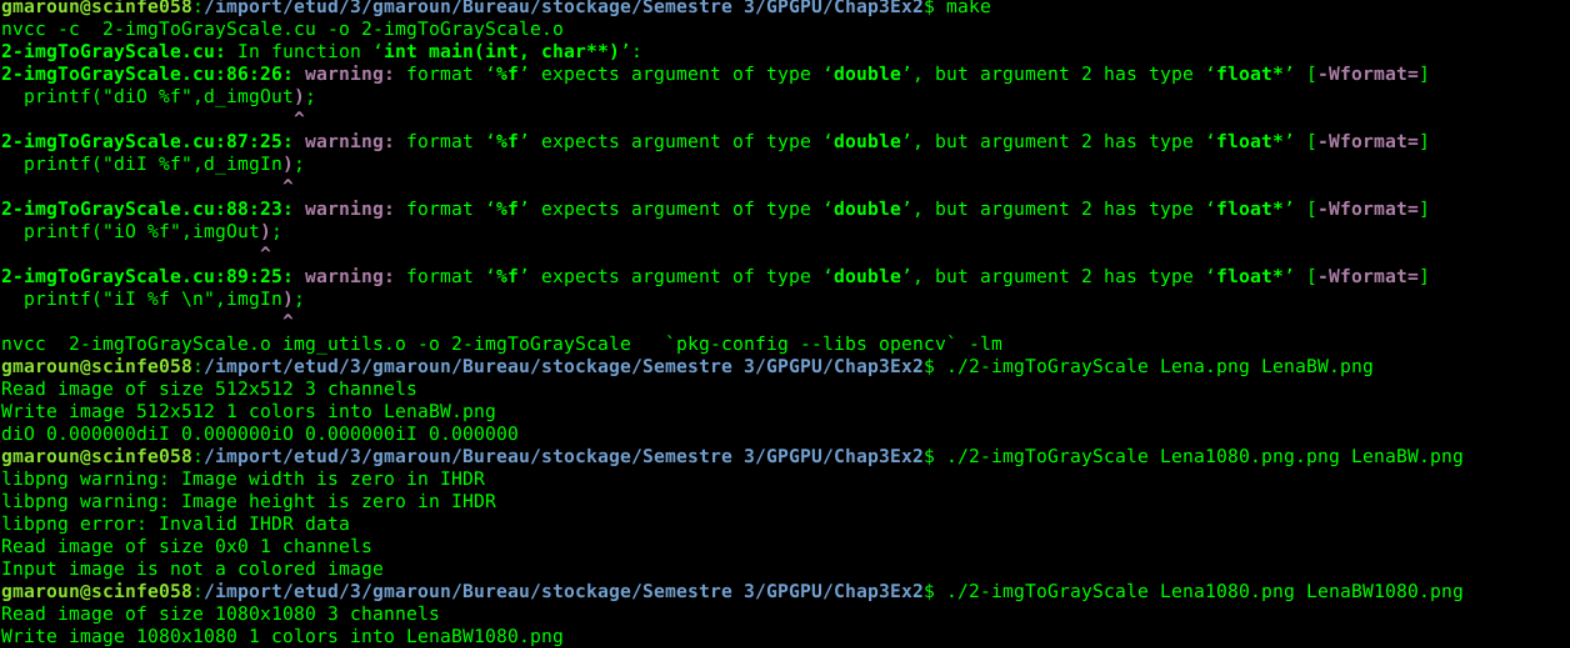 gmaroun@scinfe058:/import/etud/3/gmaroun/Bureau/stockage/Semestre 3/GPGPU/Chap3Ex2$ make
nvcc -c  2-imgToGrayScale.cu -o 2-imgToGrayScale.o
2-imgToGrayScale.cu: In function ‘int main(int, char**)’:
2-imgToGrayScale.cu:86:26: warning: format ‘%f’ expects argument of type ‘double’, but argument 2 has type ‘float*’ [-Wformat=]
  printf("diO %f",d_imgOut);
                          ^
2-imgToGrayScale.cu:87:25: warning: format ‘%f’ expects argument of type ‘double’, but argument 2 has type ‘float*’ [-Wformat=]
  printf("diI %f",d_imgIn);
                         ^
2-imgToGrayScale.cu:88:23: warning: format ‘%f’ expects argument of type ‘double’, but argument 2 has type ‘float*’ [-Wformat=]
  printf("iO %f",imgOut);
                       ^
2-imgToGrayScale.cu:89:25: warning: format ‘%f’ expects argument of type ‘double’, but argument 2 has type ‘float*’ [-Wformat=]
  printf("iI %f \n",imgIn);
                         ^
nvcc  2-imgToGrayScale.o img_utils.o -o 2-imgToGrayScale   `pkg-config --libs opencv` -lm
gmaroun@scinfe058:/import/etud/3/gmaroun/Bureau/stockage/Semestre 3/GPGPU/Chap3Ex2$ ./2-imgToGrayScale Lena.png LenaBW.png
Read image of size 512x512 3 channels
Write image 512x512 1 colors into LenaBW.png
diO 0.000000diI 0.000000iO 0.000000iI 0.000000
gmaroun@scinfe058:/import/etud/3/gmaroun/Bureau/stockage/Semestre 3/GPGPU/Chap3Ex2$ ./2-imgToGrayScale Lena1080.png.png LenaBW.png
libpng warning: Image width is zero in IHDR
libpng warning: Image height is zero in IHDR
libpng error: Invalid IHDR data
Read image of size 0x0 1 channels
Input image is not a colored image
gmaroun@scinfe058:/import/etud/3/gmaroun/Bureau/stockage/Semestre 3/GPGPU/Chap3Ex2$ ./2-imgToGrayScale Lena1080.png LenaBW1080.png
Read image of size 1080x1080 3 channels
Write image 1080x1080 1 colors into LenaBW1080.png